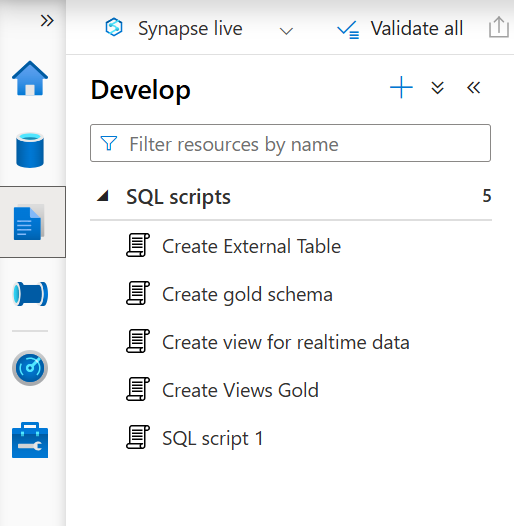 Synapse live
Validate all
Develop
Filter resources by name
SQL scripts 5
Create External Table
Create gold schema
Create view for realtime data
Create Views Gold
SQL script 1